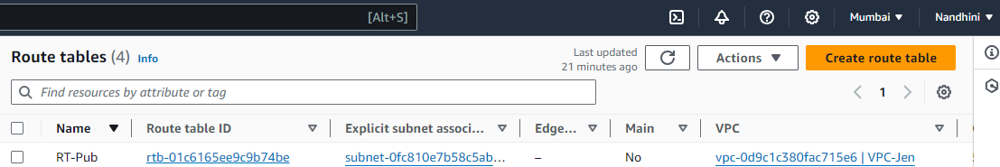 [Alt+S] Mumbai ▼ Nandhini ▼
Route tables (4) Info
Last updated
21 minutes ago
Actions ▼
Create route table
Find resources by attribute or tag
1
Name Route table ID Explicit subnet associ... Edge... Main VPC
RT-Pub rtb-01c6165ee9c9b74be subnet-0fc810e7b58c5ab... – No vpc-0d9c1c380fac715e6 | VPC-Jen